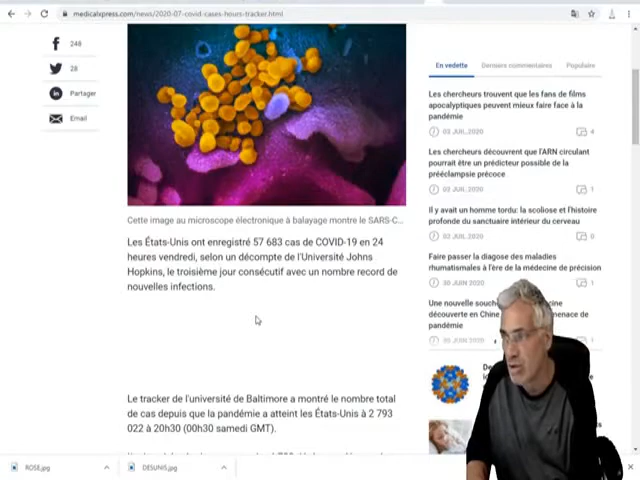 medicalxpress.com/news/2020-07-covid-cases-hours-tracker.html
248
28
Partager
Email
Cette image au microscope électronique à balayage montre le SARS-C...
Les États-Unis ont enregistré 57 683 cas de COVID-19 en 24
heures vendredi, selon un décompte de l'Université Johns
Hopkins, le troisième jour consécutif avec un nombre record de
nouvelles infections.
Le tracker de l'université de Baltimore a montré le nombre total
de cas depuis que la pandémie a atteint les États-Unis à 2 793
022 à 20h30 (00h30 samedi GMT).
En vedette
Derniers commentaires
Populaire
Les chercheurs trouvent que les fans de films
apocalyptiques peuvent mieux faire face à la
pandémie
03 JUIL.2020
4
Les chercheurs découvrent que l'ARN circulant
pourrait être un prédicteur possible de la
prééclampsie précoce
03 JUIL.2020
1
Il y avait un homme tordu: la scoliose et l'histoire
profonde du sanctuaire intérieur du cerveau
03 JUIL.2020
0
Faire passer la diagose des maladies
rhumatismales à l'ère de la médecine de précision
30 JUIN 2020
1
Une nouvelle souch cine
découverte en Chine menace de
pandémie
30 JUIN 2020
1
De
ROSE.jpg
DESUNIS.jpg